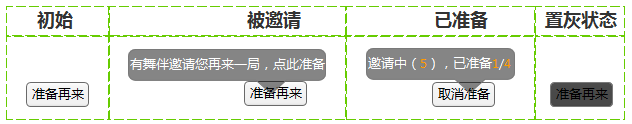 初始 被邀请 已准备 置灰状态
有舞伴邀请您再来一局，点此准备 邀请中（5），已准备1/4
准备再来 准备再来 取消准备 准备再来